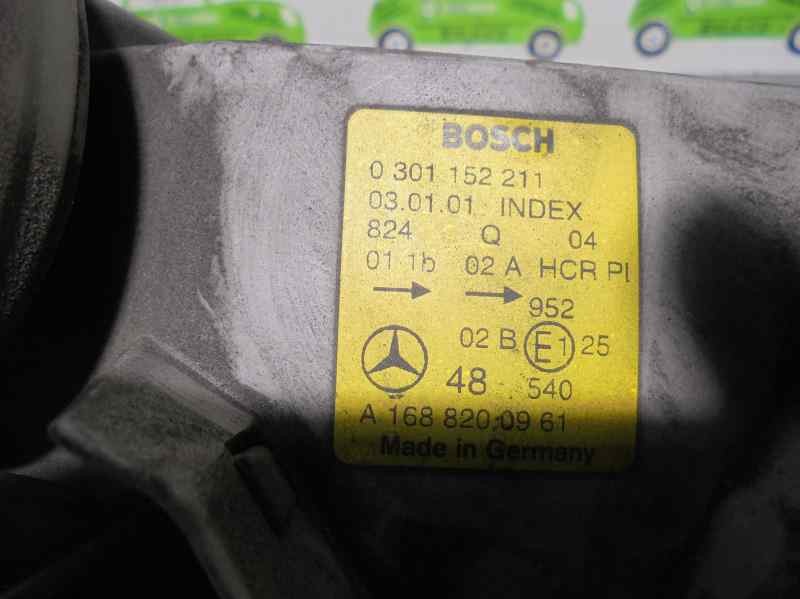 BOSCH
0 301 152 211
03.01.01 INDEX
824 Q 04
01 1b 02 A HCR PL
952
02 B E1 25
48 540
A 168 820 09 61
Made in Germany